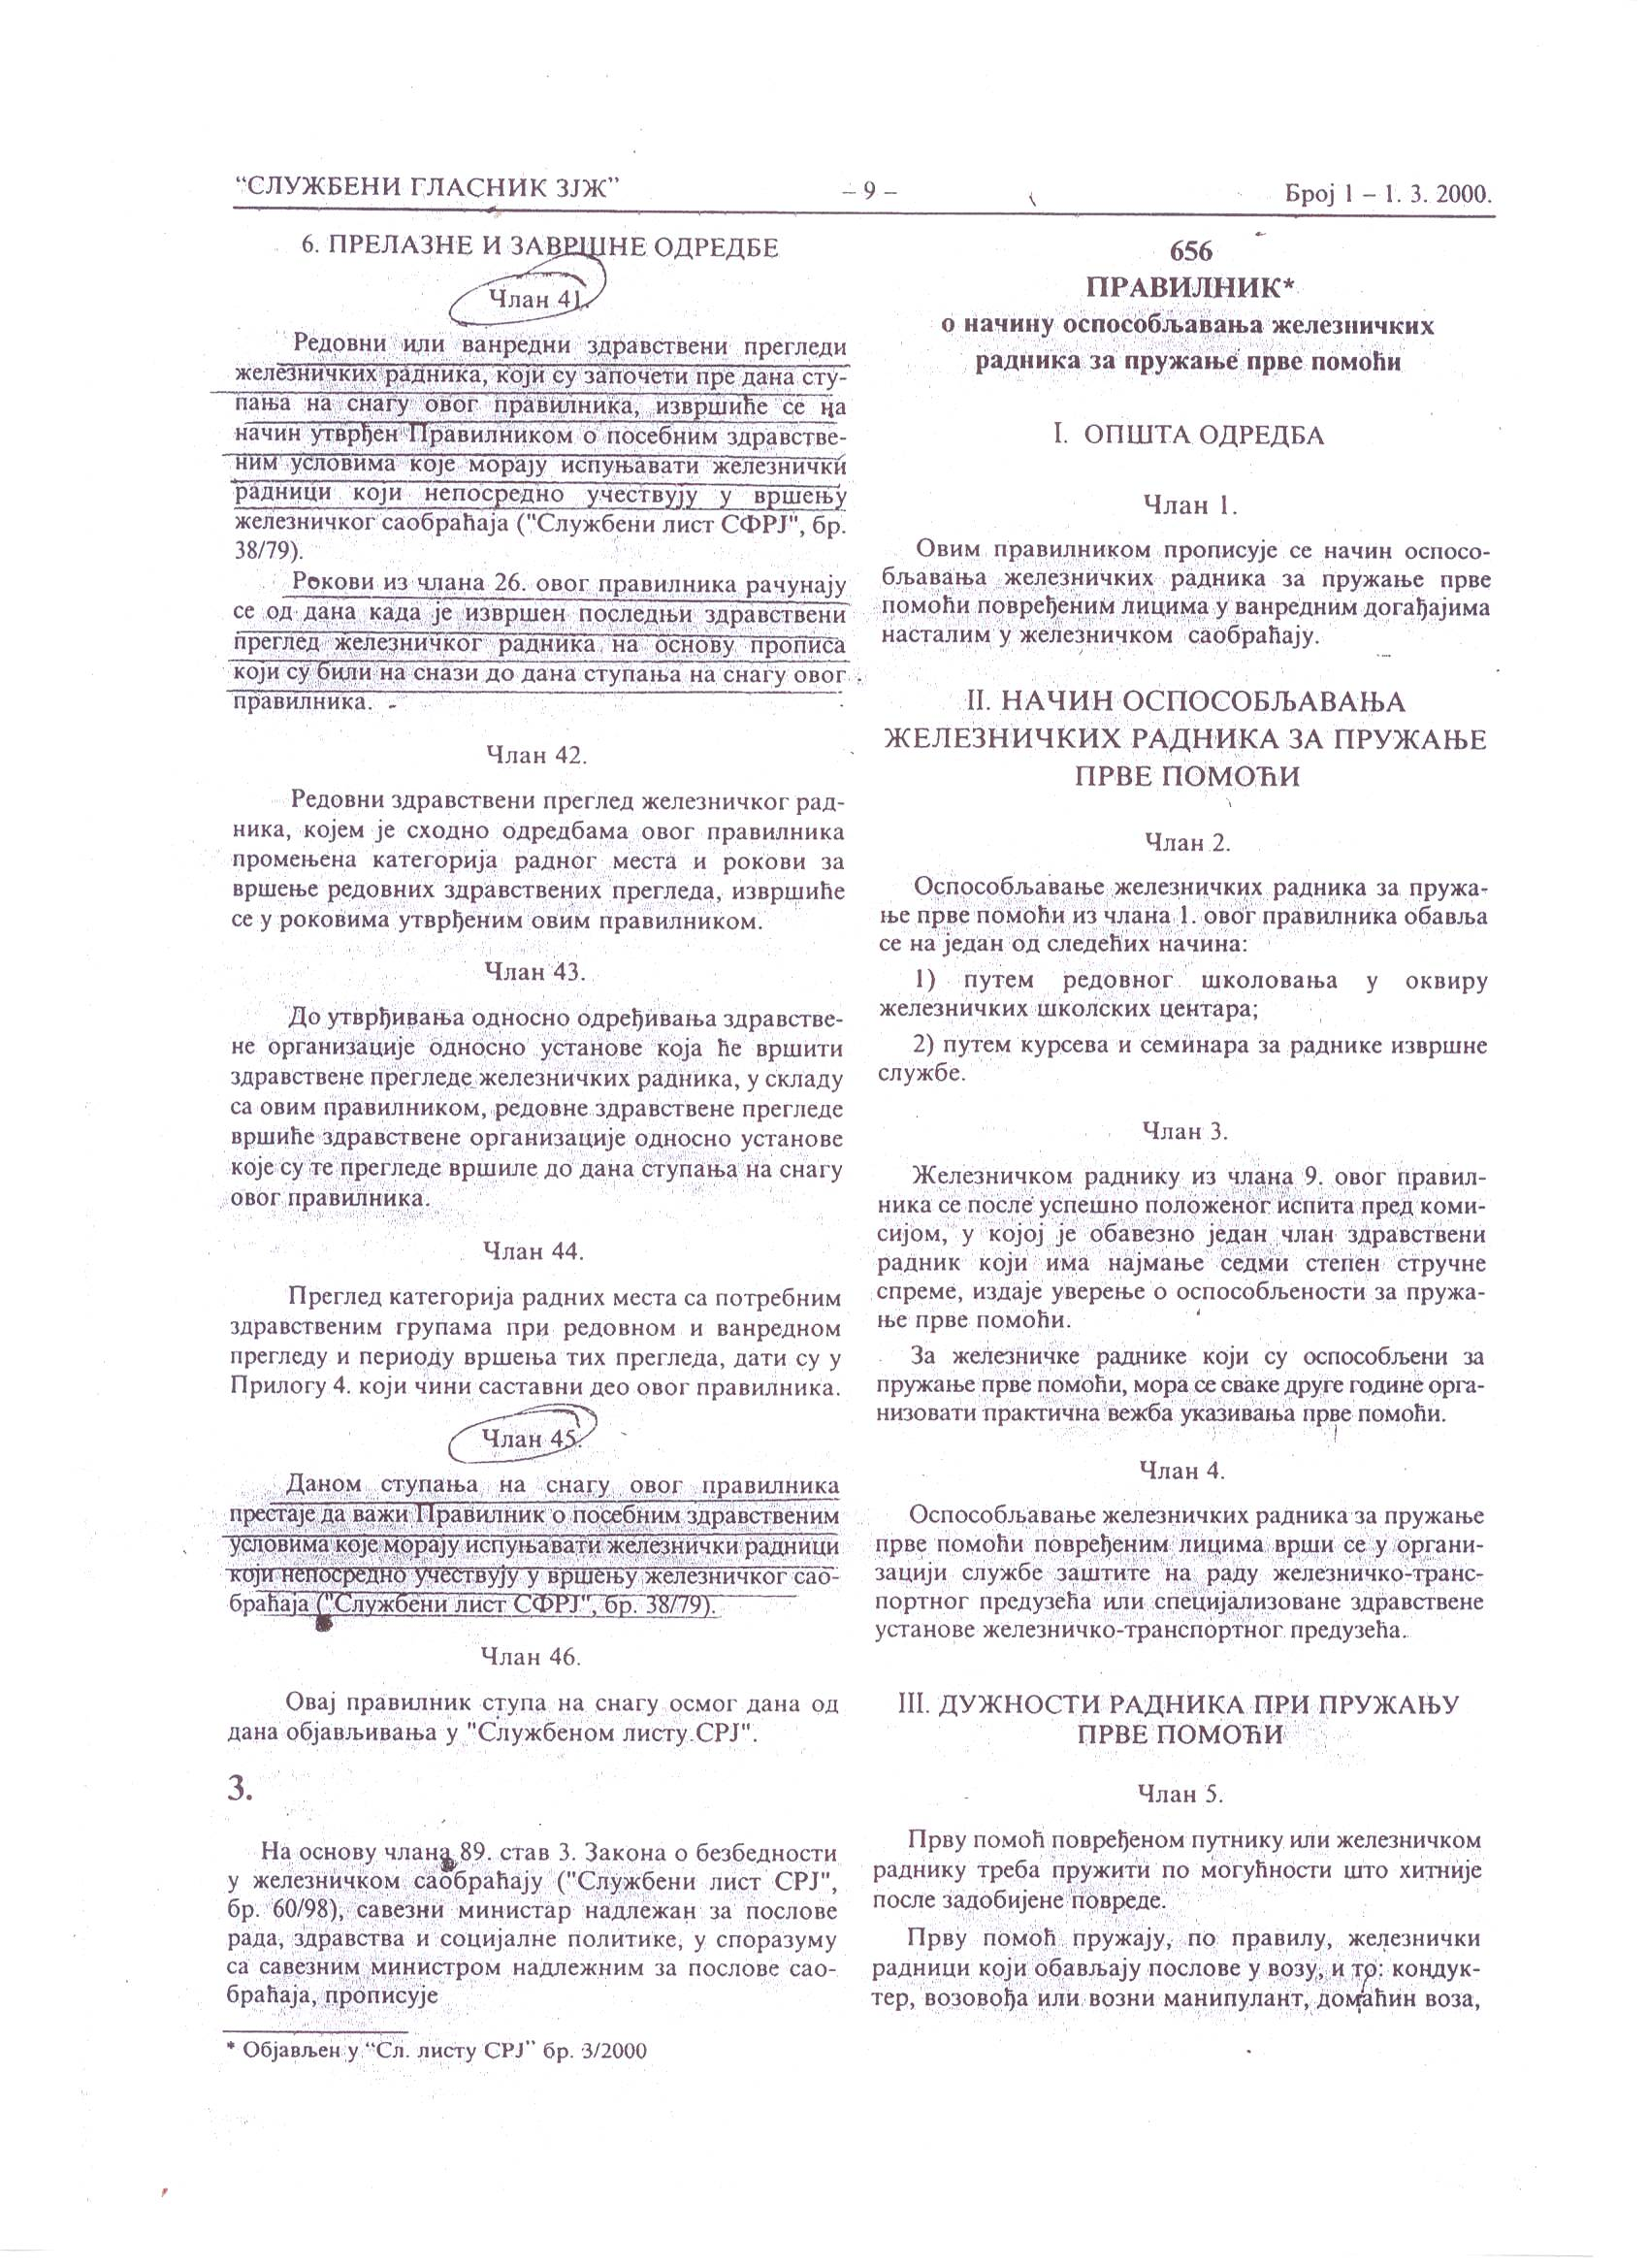 “СЛУЖБЕНИ ГЛАСНИК ЗЈЖ”
– 9 –
Број 1 – 1. 3. 2000.
6. ПРЕЛАЗНЕ И ЗАВРШНЕ ОДРЕДБЕ
Члан 41.
Редовни или ванредни здравствени прегледи
железничких радника, који су започети пре дана сту-
пања на снагу овог правилника, извршиће се на
начин утврђен Правилником о посебним здравстве-
ним условима које морају испуњавати железнички
радници који непосредно учествују у вршењу
железничког саобраћаја ("Службени лист СФРЈ", бр.
38/79).
Рокови из члана 26. овог правилника рачунају
се од дана када је извршен последњи здравствени
преглед железничког радника на основу прописа
који су били на снази до дана ступања на снагу овог
правилника.
Члан 42.
Редовни здравствени преглед железничког рад-
ника, којем је сходно одредбама овог правилника
промењена категорија радног места и рокови за
вршење редовних здравствених прегледа, извршиће
се у роковима утврђеним овим правилником.
Члан 43.
До утврђивања односно одређивања здравстве-
не организације односно установе која ће вршити
здравствене прегледе железничких радника, у складу
са овим правилником, редовне здравствене прегледе
вршиће здравствене организације односно установе
које су те прегледе вршиле до дана ступања на снагу
овог правилника.
Члан 44.
Преглед категорија радних места са потребним
здравственим групама при редовном и ванредном
прегледу и периоду вршења тих прегледа, дати су у
Прилогу 4. који чини саставни део овог правилника.
Члан 45.
Даном ступања на снагу овог правилника
престаје да важи Правилник о посебним здравственим
условима које морају испуњавати железнички радници
који непосредно учествују у вршењу железничког сао-
браћаја ("Службени лист СФРЈ", бр. 38/79).
Члан 46.
Овај правилник ступа на снагу осмог дана од
дана објављивања у "Службеном листу СРЈ".
3.
На основу члана 89. став 3. Закона о безбедности
у железничком саобраћају ("Службени лист СРЈ",
бр. 60/98), савезни министар надлежан за послове
рада, здравства и социјалне политике, у споразуму
са савезним министром надлежним за послове сао-
браћаја, прописује
* Објављен у “Сл. листу СРЈ” бр. 3/2000
656
ПРАВИЛНИК*
о начину оспособљавања железничких
радника за пружање прве помоћи
I. ОПШТА ОДРЕДБА
Члан 1.
Овим правилником прописује се начин оспосо-
бљавања железничких радника за пружање прве
помоћи повређеним лицима у ванредним догађајима
насталим у железничком саобраћају.
II. НАЧИН ОСПОСОБЉАВАЊА
ЖЕЛЕЗНИЧКИХ РАДНИКА ЗА ПРУЖАЊЕ
ПРВЕ ПОМОЋИ
Члан 2.
Оспособљавање железничких радника за пружа-
ње прве помоћи из члана 1. овог правилника обавља
се на један од следећих начина:
1) путем редовног школовања у оквиру
железничких школских центара;
2) путем курсева и семинара за раднике извршне
службе.
Члан 3.
Железничком раднику из члана 9. овог правил-
ника се после успешно положеног испита пред коми-
сијом, у којој је обавезно један члан здравствени
радник који има најмање седми степен стручне
спреме, издаје уверење о оспособљености за пружа-
ње прве помоћи.
За железничке раднике који су оспособљени за
пружање прве помоћи, мора се сваке друге године орга-
низовати практична вежба указивања прве помоћи.
Члан 4.
Оспособљавање железничких радника за пружање
прве помоћи повређеним лицима врши се у органи-
зацији службе заштите на раду железничко-транс-
портног предузећа или специјализоване здравствене
установе железничко-транспортног предузећа.
III. ДУЖНОСТИ РАДНИКА ПРИ ПРУЖАЊУ
ПРВЕ ПОМОЋИ
Члан 5.
Прву помоћ повређеном путнику или железничком
раднику треба пружити по могућности што хитније
после задобијене повреде.
Прву помоћ пружају, по правилу, железнички
радници који обављају послове у возу, и то: кондук-
тер, возовођа или возни манипулант, домаћин воза,